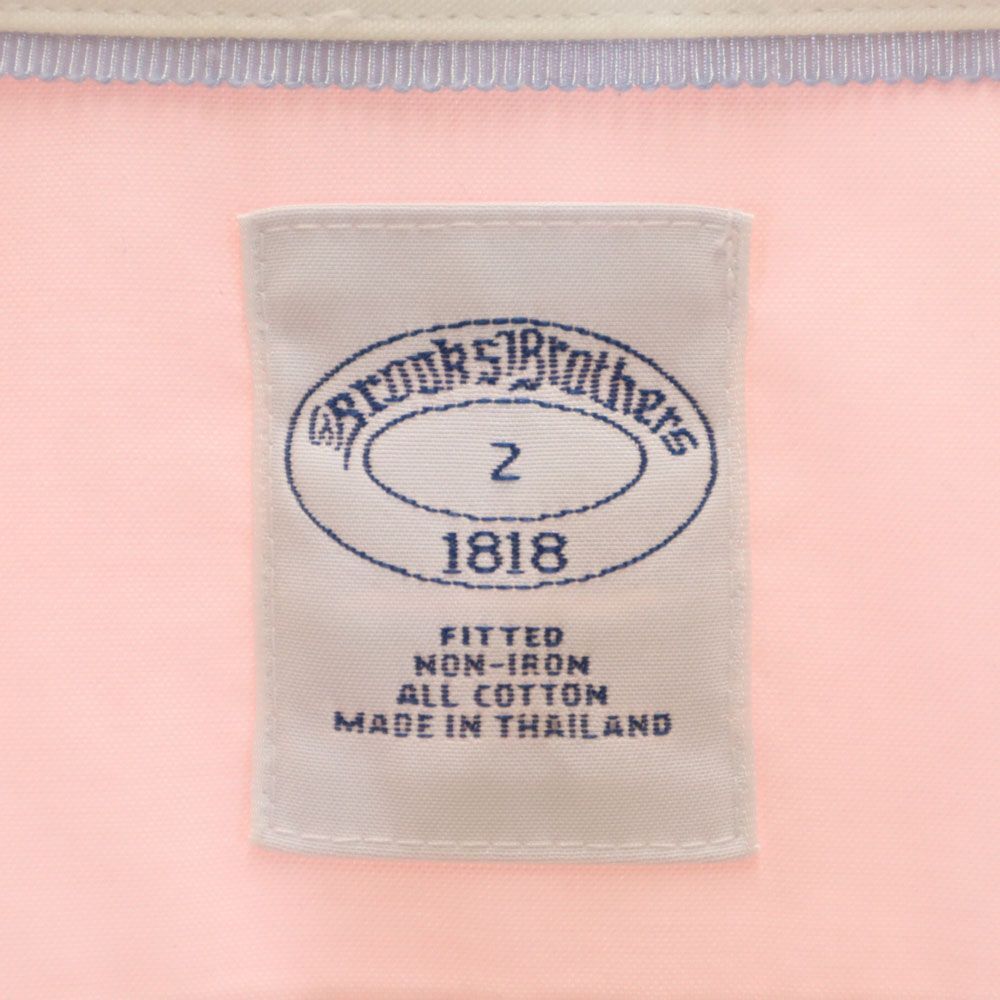 Brooks Brothers
2
1818
FITTED
NON-IRON
ALL COTTON
MADE IN THAILAND